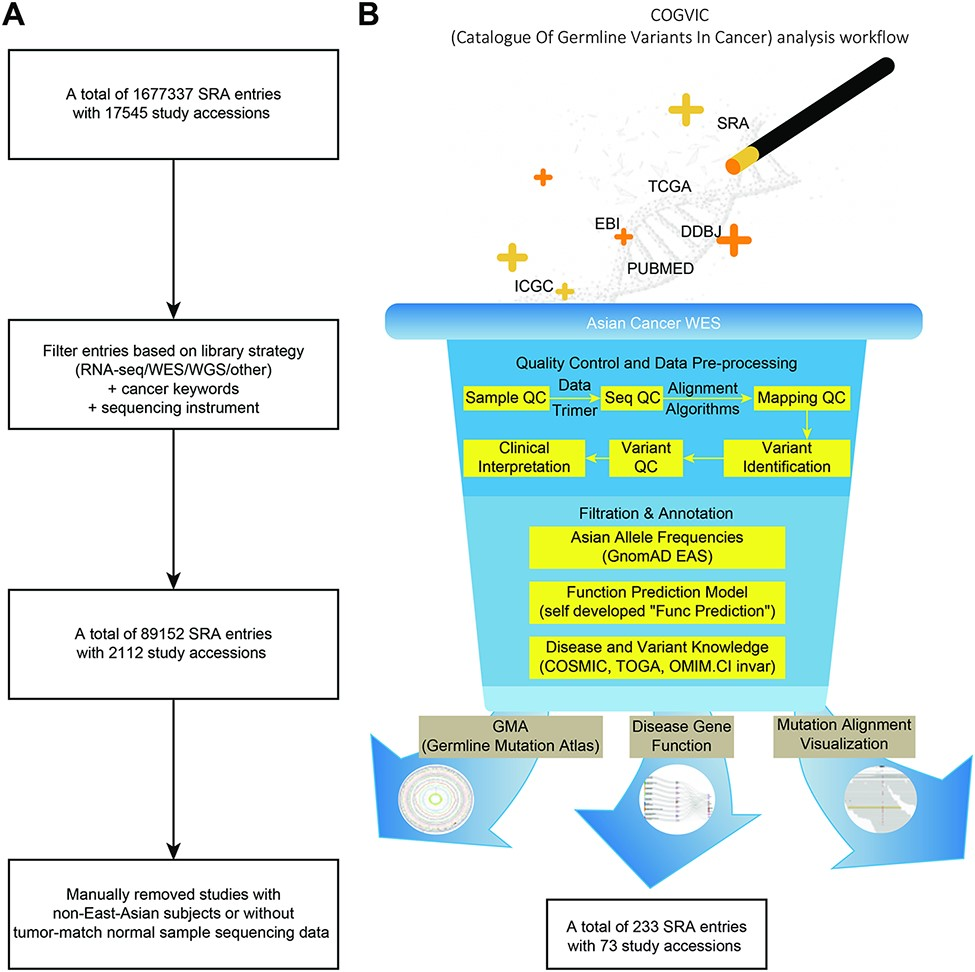 A
A total of 1677337 SRA entries
with 17545 study accessions
Filter entries based on library strategy
(RNA-seq/WES/WGS/other)
+ cancer keywords
+ sequencing instrument
A total of 89152 SRA entries
with 2112 study accessions
Manually removed studies with
non-East-Asian subjects or without
tumor-match normal sample sequencing data
B
COGVIC
(Catalogue Of Germline Variants In Cancer) analysis workflow
SRA
TCGA
EBI
DDBJ
PUBMED
ICGC
Asian Cancer WES
Quality Control and Data Pre-processing
Sample QC
Data
Trimer
Seq QC
Alignment
Algorithms
Mapping QC
Clinical
Interpretation
Variant
QC
Variant
Identification
Filtration & Annotation
Asian Allele Frequencies
(GnomAD EAS)
Function Prediction Model
(self developed "Func Prediction")
Disease and Variant Knowledge
(COSMIC, TOGA, OMIM.CI invar)
GMA
(Germline Mutation Atlas)
Disease Gene
Function
Mutation Alignment
Visualization
A total of 233 SRA entries
with 73 study accessions